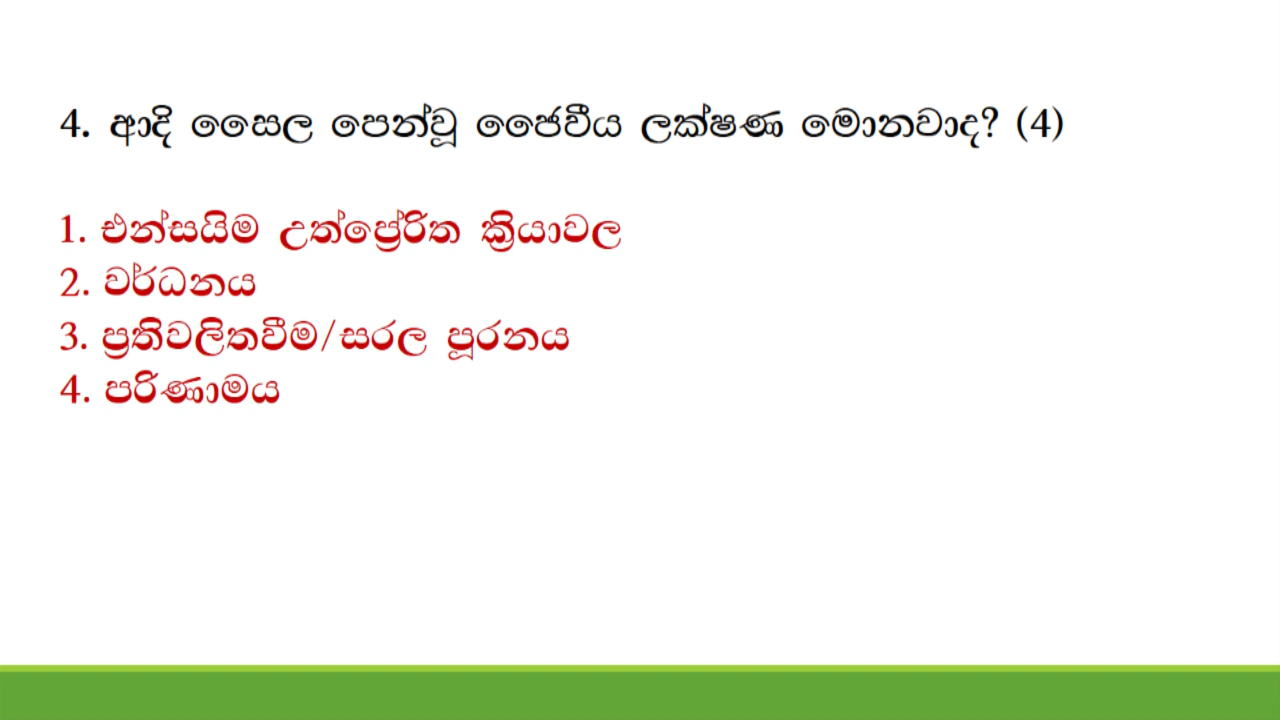 4. ආදි සෛල පෙන්වූ ජෛවීය ලක්ෂණ මොනවාද? (4)
1. එන්සයිම උත්ප්‍රේරිත ක්‍රියාවල
2. වර්ධනය
3. ප්‍රතිවලිතවීම/සරල පූරනය
4. පරිණාමය